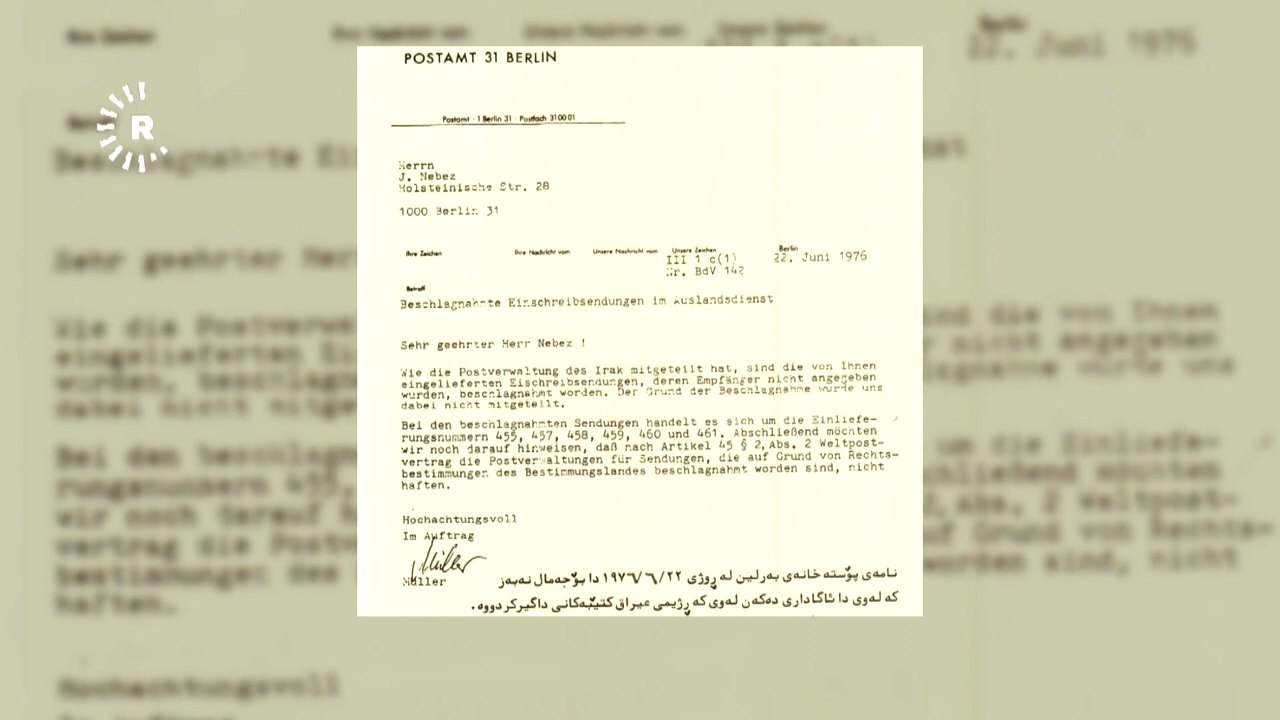 R
POSTAMT 31 BERLIN
Postamt · 1 Berlin 31 · Postfach 31 00 01
Herrn
J. Nebez
Holsteinische Str. 28
1000 Berlin 31
Ihre Zeichen Ihre Nachricht vom Unsere Nachricht vom Unsere Zeichen Berlin
III 1 c(1) 22. Juni 1976
Nr. BdV 142
Betreff
Beschlagnahmte Einschreibsendungen im Auslandsdienst
Sehr geehrter Herr Nebez !
Wie die Postverwaltung des Irak mitgeteilt hat, sind die von Ihnen
eingelieferten Eischreibsendungen, deren Empfänger nicht angegeben
wurden, beschlagnahmt worden. Der Grund der Beschlagnahme wurde uns
dabei nicht mitgeteilt.
Bei den beschlagnahmten Sendungen handelt es sich um die Einliefe-
rungsnummern 455, 457, 458, 459, 460 und 461. Abschließend möchten
wir noch darauf hinweisen, daß nach Artikel 45 § 2, Abs. 2 Weltpost-
vertrag die Postverwaltungen für Sendungen, die auf Grund von Rechts-
bestimmungen des Bestimmungslandes beschlagnahmt worden sind, nicht
haften.
Hochachtungsvoll
Im Auftrag
Müller
نامەی پۆستە خانەی بەرلین لە ڕۆژی ١٩٧٦/٦/٢٢ دا بۆ جەمال نەبەز
کە لەوی دا ئاگاداری دەکەن لەوی کە ڕژیمی عیراق کتێبەکانی داگیرکردووە.